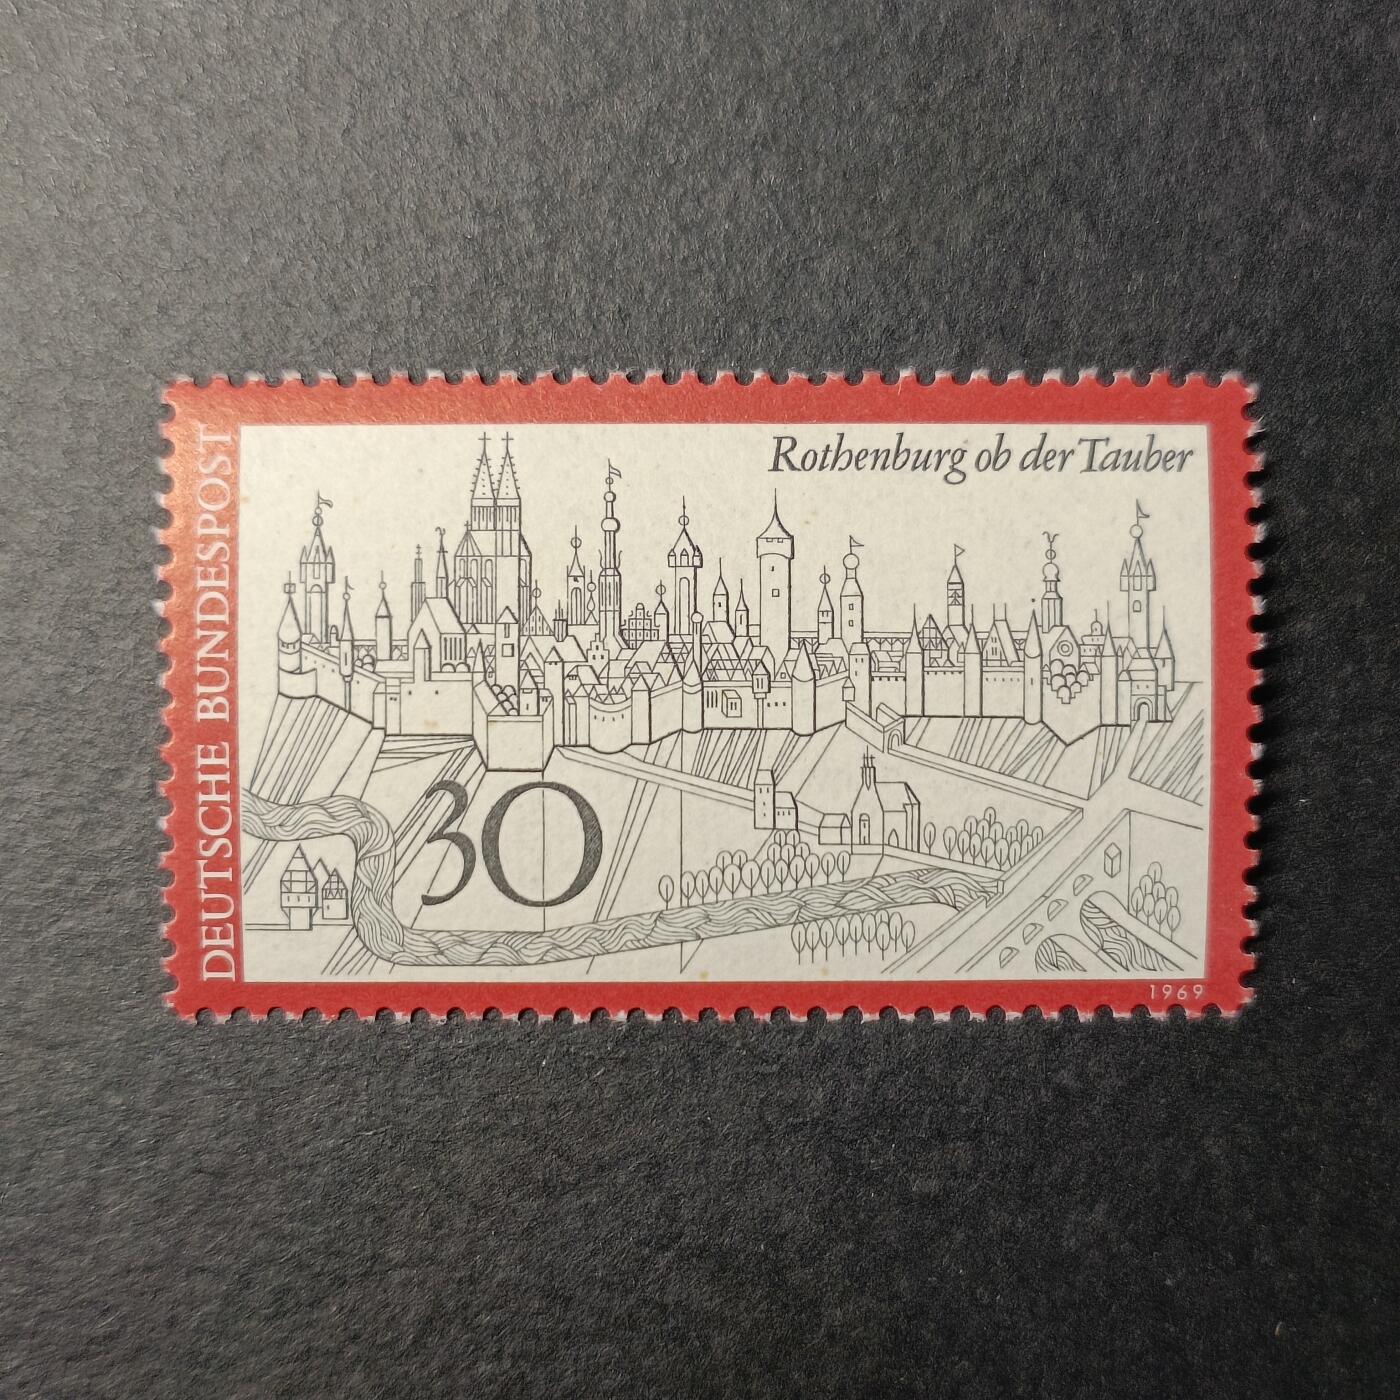 Rothenburg ob der Tauber
DEUTSCHE BUNDESPOST
30
1969